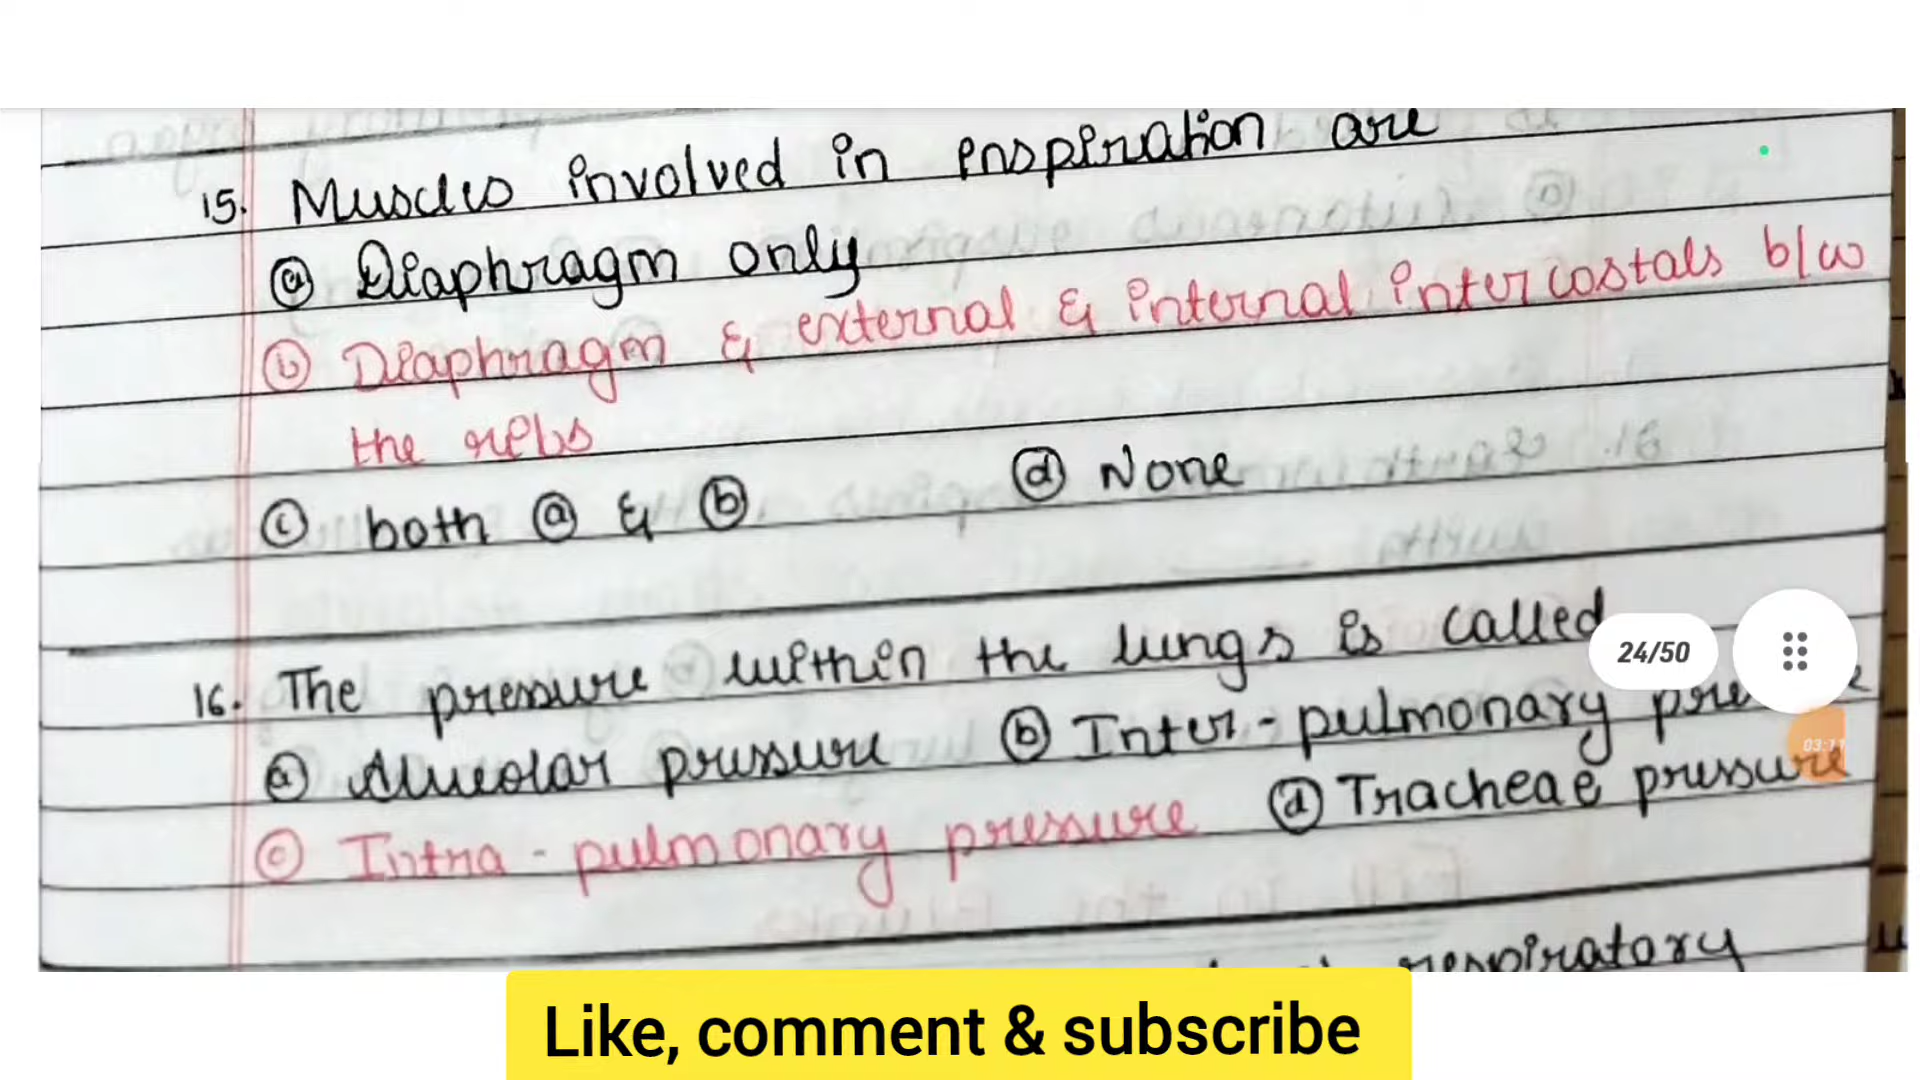 15. Muscles involved in inspiration are
ⓐ Diaphragm only
ⓑ Diaphragm & external & internal intercostals b/w
the ribs
ⓒ both ⓐ & ⓑ ⓓ None
16. The pressure within the lungs is called
24/50
ⓐ Alveolar pressure ⓑ Inter-pulmonary
03:11
ⓒ Intra-pulmonary pressure ⓓ Tracheae pressure
respiratory
Like, comment & subscribe